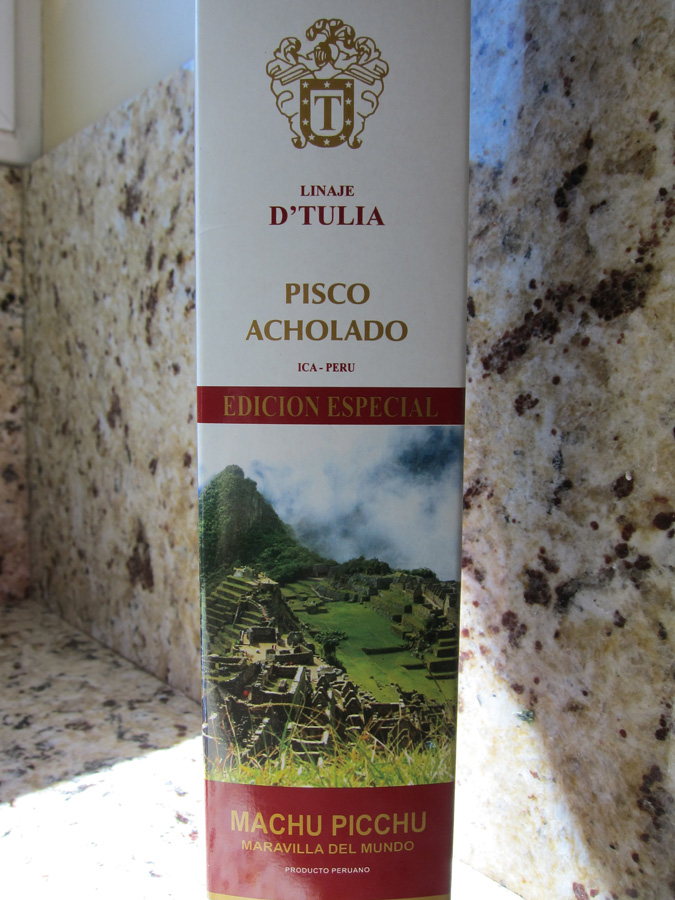 T
LINAJE
D'TULIA
PISCO
ACHOLADO
ICA - PERU
EDICION ESPECIAL
MACHU PICCHU
MARAVILLA DEL MUNDO
PRODUCTO PERUANO